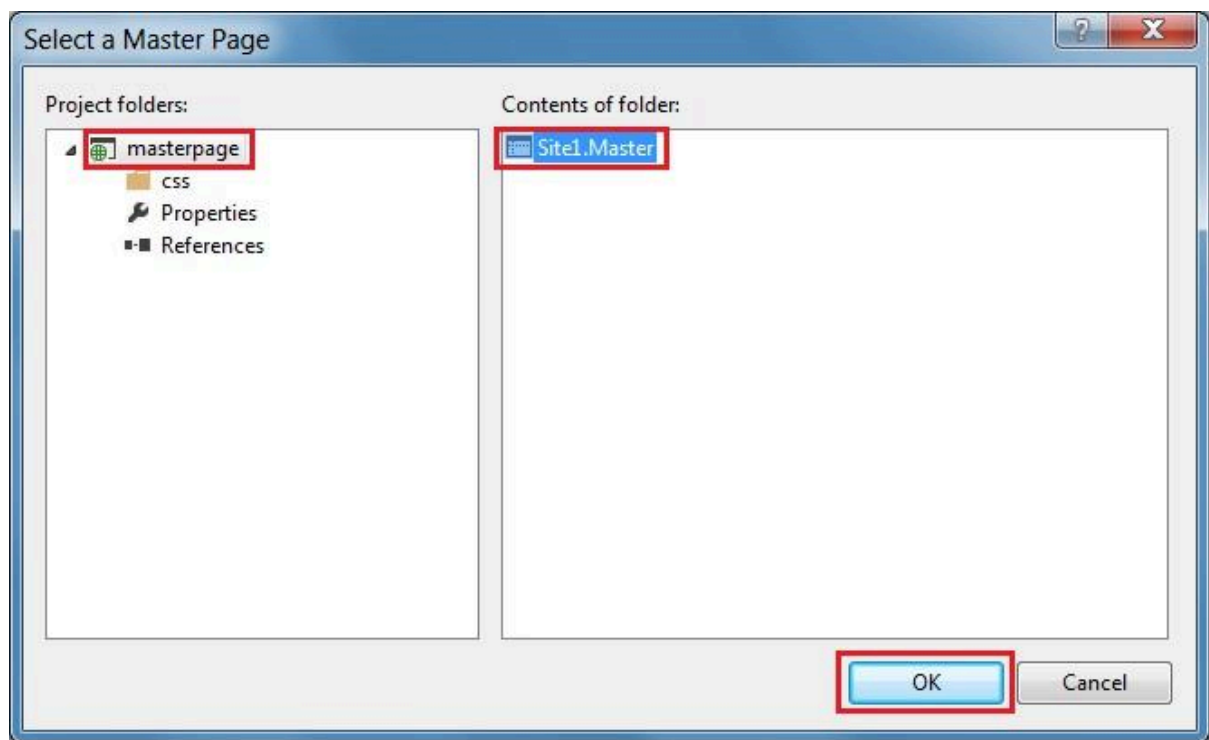 Select a Master Page
Project folders:
Contents of folder:
masterpage
css
Properties
References
Site1.Master
OK
Cancel